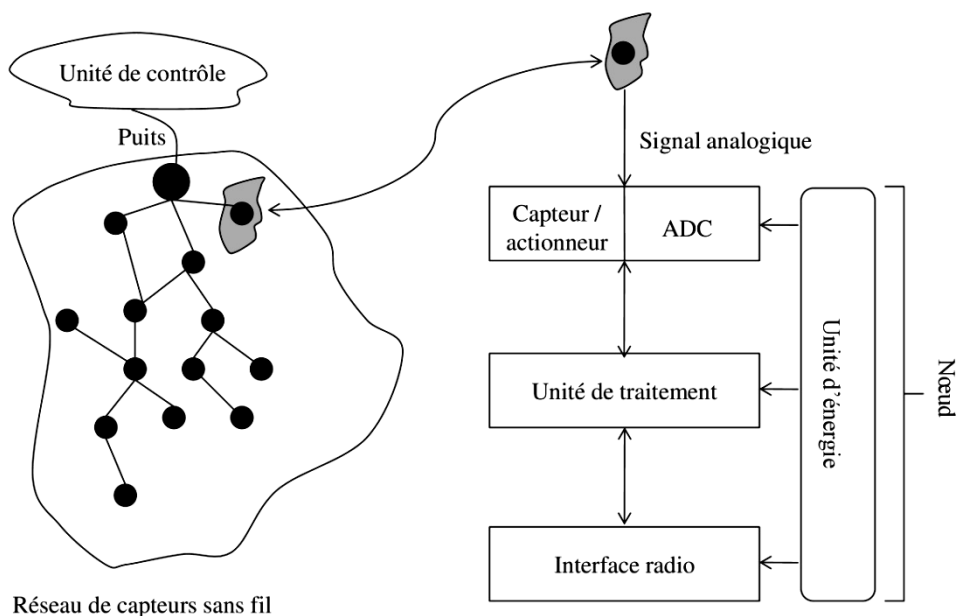 Unité de contrôle
Puits
Réseau de capteurs sans fil
Signal analogique
Capteur /
actionneur
ADC
Unité de traitement
Interface radio
Unité d'énergie
Nœud